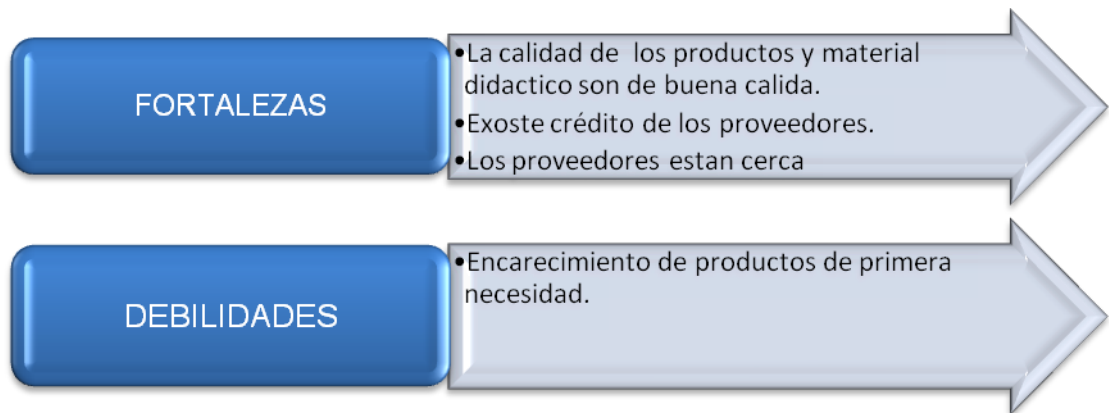 FORTALEZAS
•La calidad de los productos y material
didactico son de buena calida.
•Exoste crédito de los proveedores.
•Los proveedores estan cerca
DEBILIDADES
•Encarecimiento de productos de primera
necesidad.